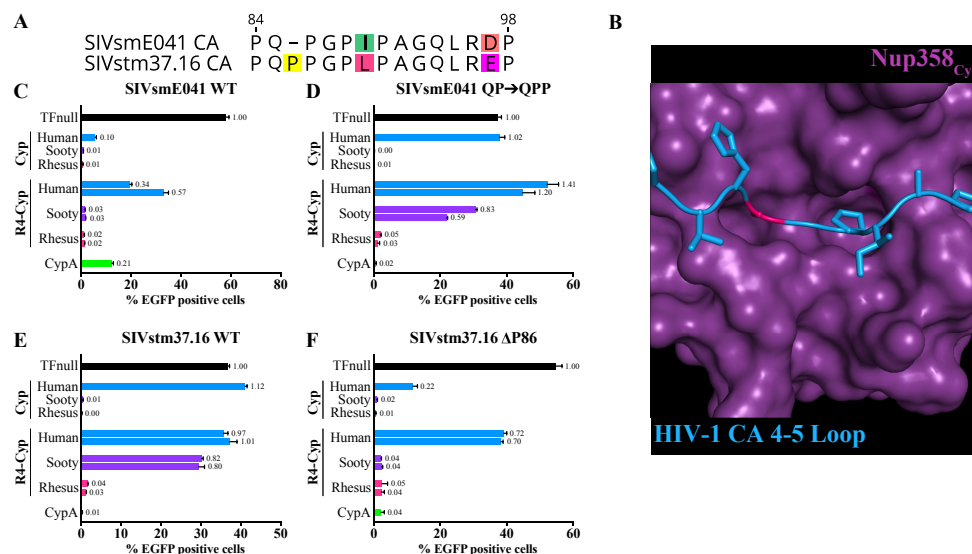 A
84 98
SIVsmE041 CA P Q – P G P I P A G Q L R D P
SIVstm37.16 CA P Q P P G P L P A G Q L R E P
C SIVsmE041 WT
TFnull 1.00
Cyp
Human 0.10
Sooty 0.01
Rhesus 0.01
R4-Cyp
Human 0.34
0.57
Sooty 0.03
0.03
Rhesus 0.02
0.02
CypA 0.21
0 20 40 60 80
% EGFP positive cells
D SIVsmE041 QP→QPP
TFnull 1.00
Human 1.02
Sooty 0.00
Rhesus 0.01
Human 1.41
1.20
Sooty 0.83
0.59
Rhesus 0.05
0.03
CypA 0.02
0 20 40 60
% EGFP positive cells
E SIVstm37.16 WT
TFnull 1.00
Cyp
Human 1.12
Sooty 0.01
Rhesus 0.00
R4-Cyp
Human 0.97
1.01
Sooty 0.82
0.80
Rhesus 0.04
0.03
CypA 0.01
0 10 20 30 40 50
% EGFP positive cells
F SIVstm37.16 ΔP86
TFnull 1.00
Cyp
Human 0.22
Sooty 0.02
Rhesus 0.01
R4-Cyp
Human 0.72
0.70
Sooty 0.04
0.04
Rhesus 0.05
0.04
CypA 0.04
0 20 40 60
% EGFP positive cells
B
Nup358Cy
HIV-1 CA 4-5 Loop